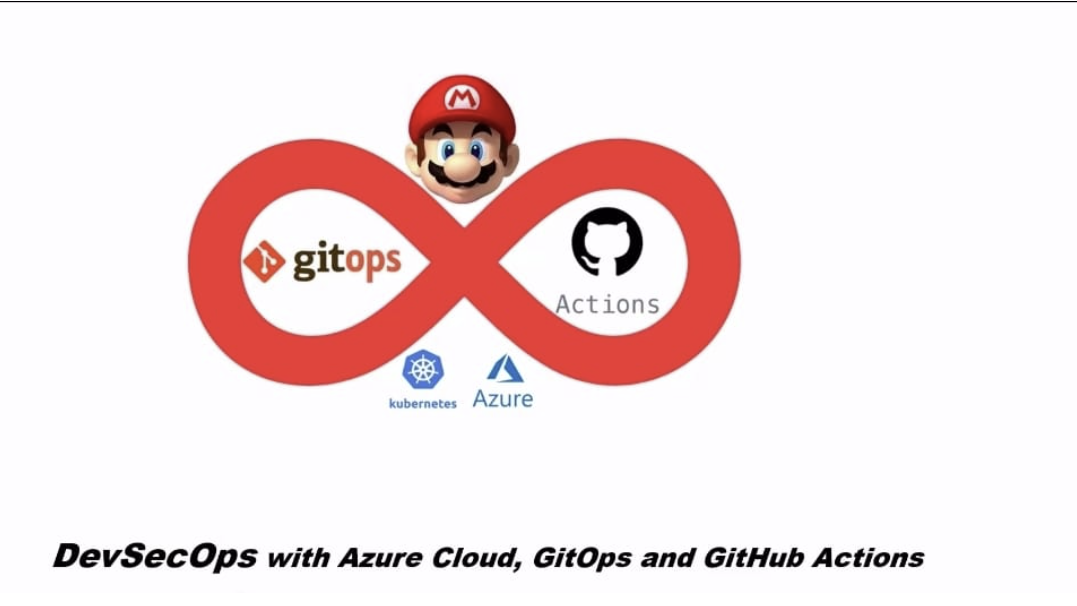 M
gitops
Actions
kubernetes
Azure
DevSecOps with Azure Cloud, GitOps and GitHub Actions